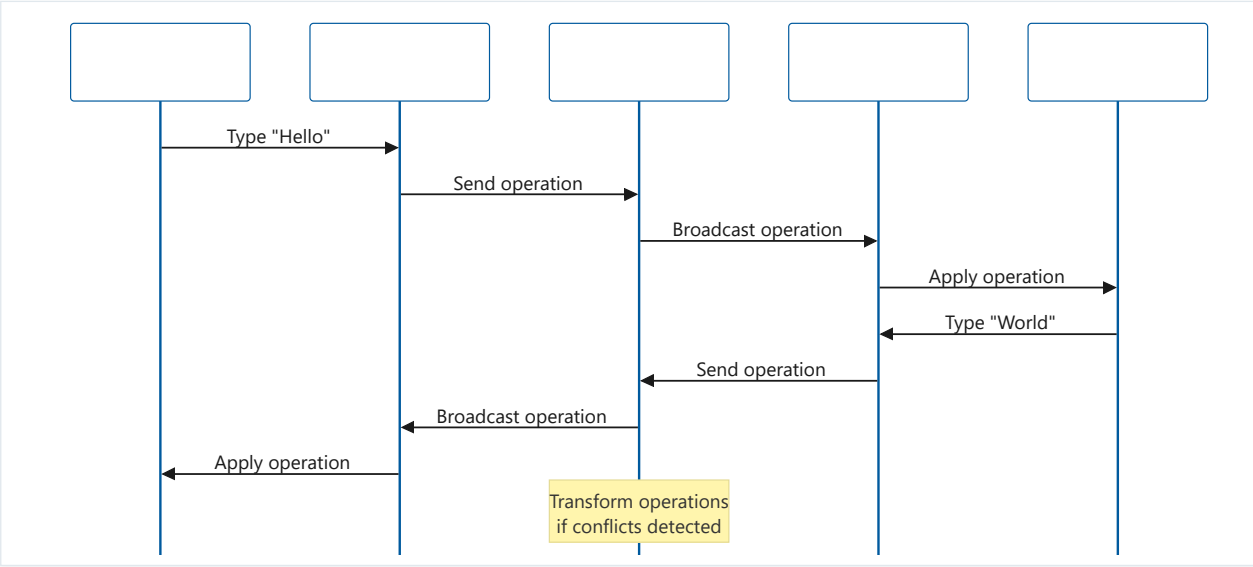 Type "Hello"
Send operation
Broadcast operation
Apply operation
Type "World"
Send operation
Broadcast operation
Apply operation
Transform operations
if conflicts detected